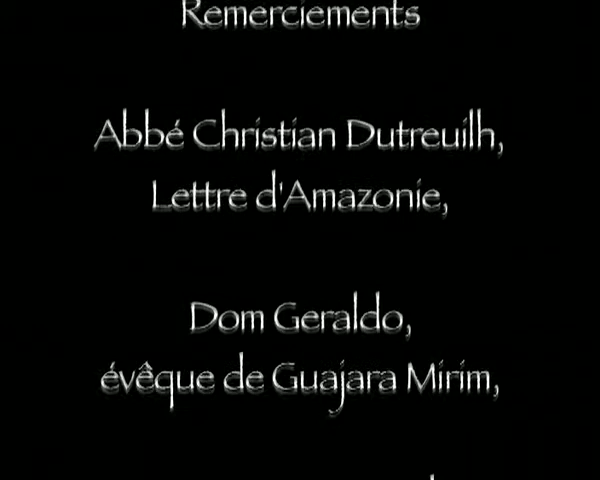 Remerciements
Abbé Christian Dutreuilh,
Lettre d'Amazonie,
Dom Geraldo,
évêque de Guajara Mirim,